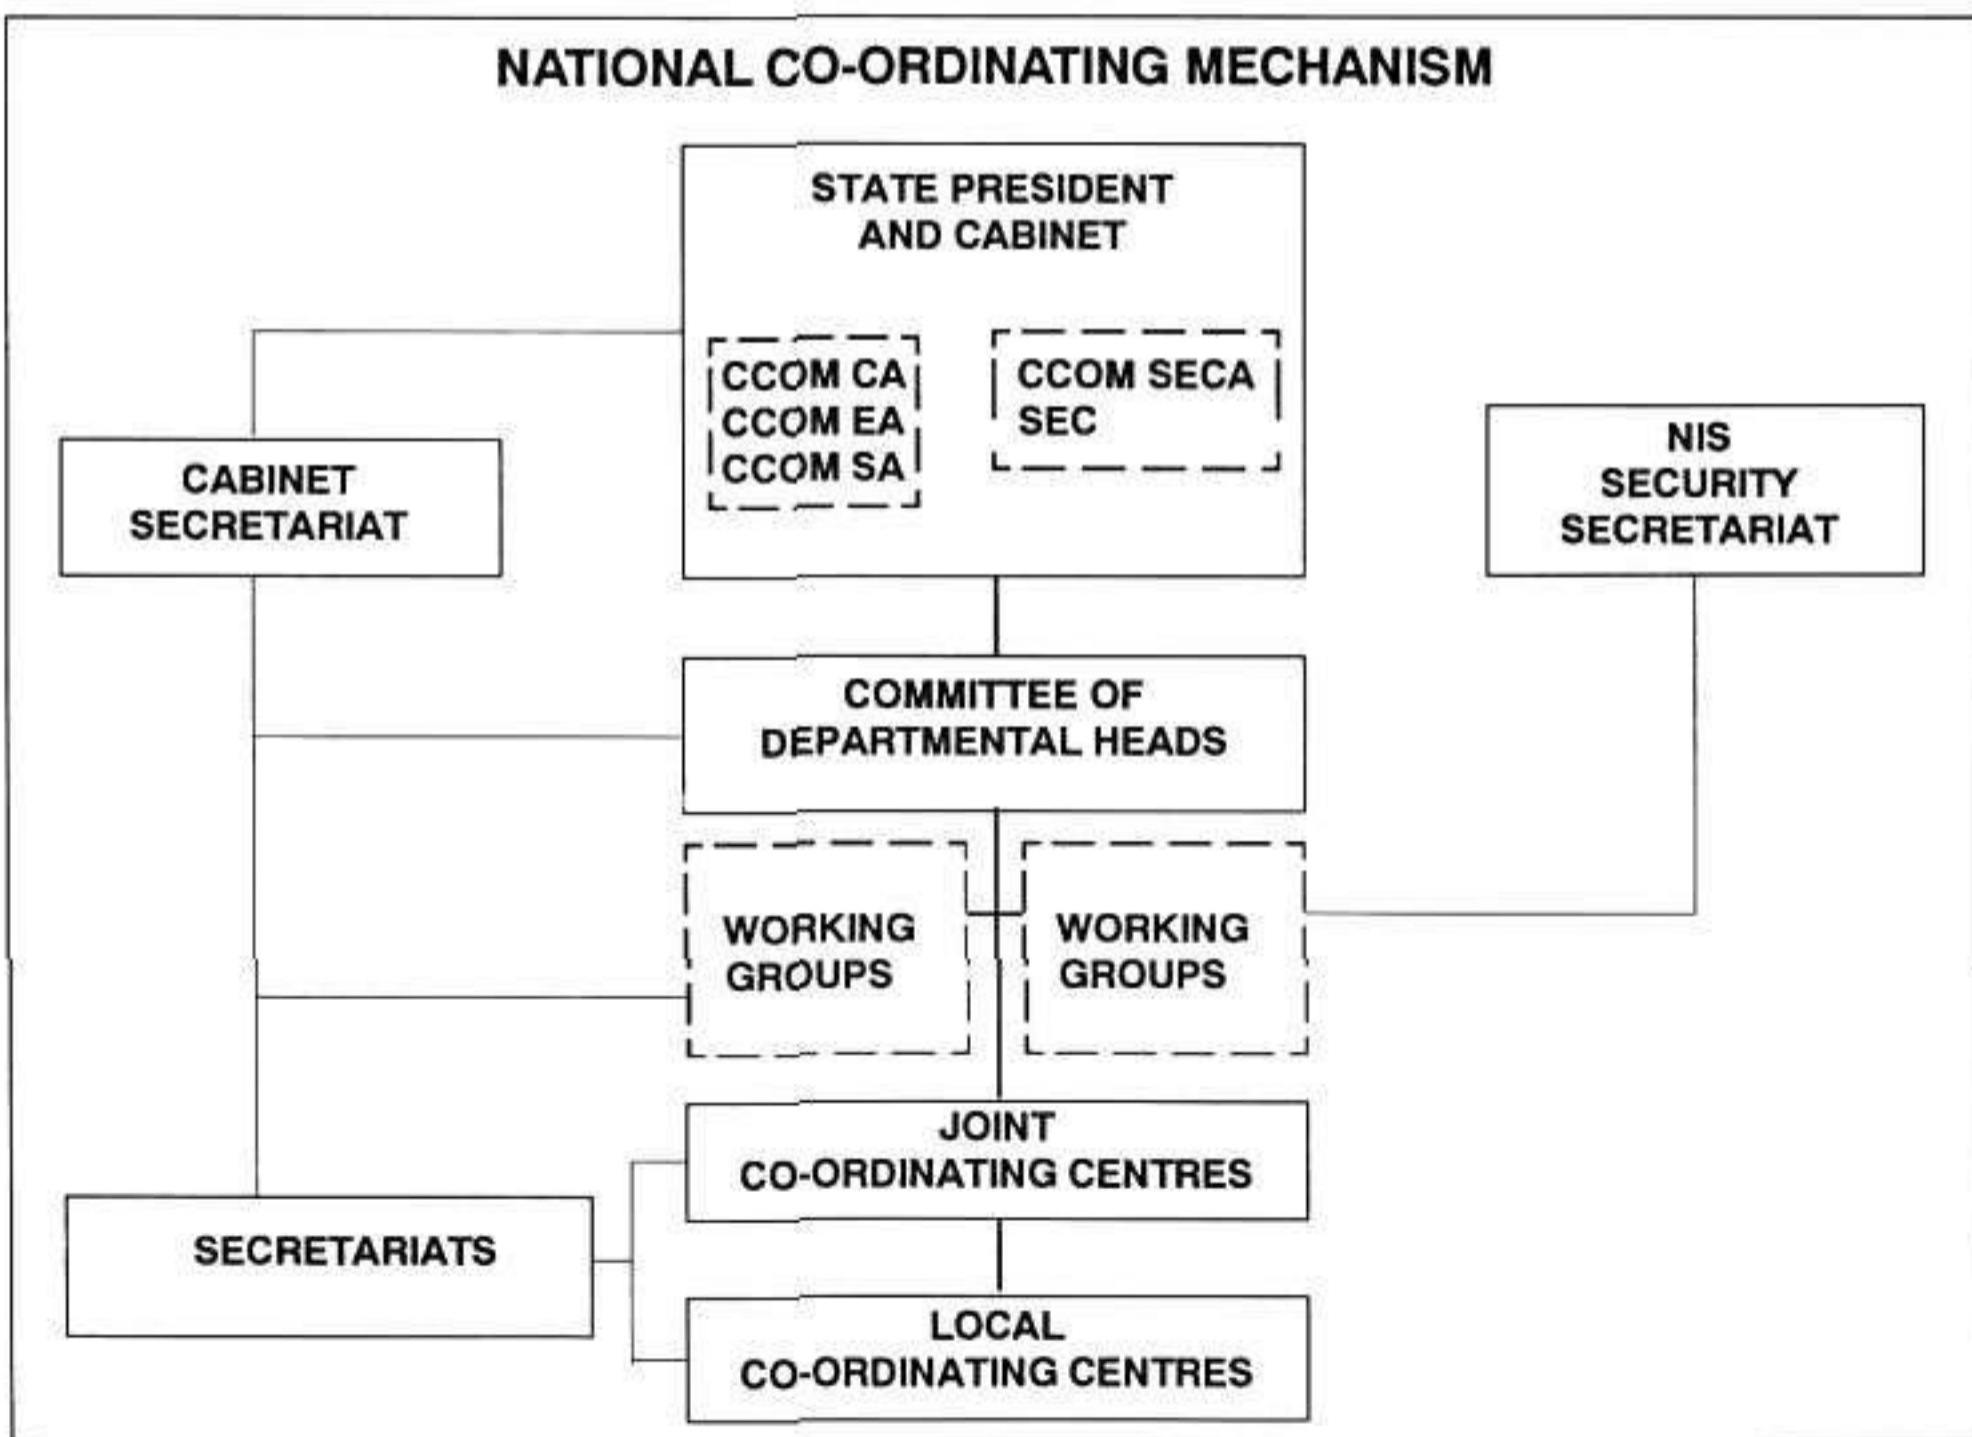 NATIONAL CO-ORDINATING MECHANISM
STATE PRESIDENT
AND CABINET
CCOM CA
CCOM EA
CCOM SA
CCOM SECA
SEC
CABINET
SECRETARIAT
NIS
SECURITY
SECRETARIAT
COMMITTEE OF
DEPARTMENTAL HEADS
WORKING
GROUPS
WORKING
GROUPS
JOINT
CO-ORDINATING CENTRES
SECRETARIATS
LOCAL
CO-ORDINATING CENTRES